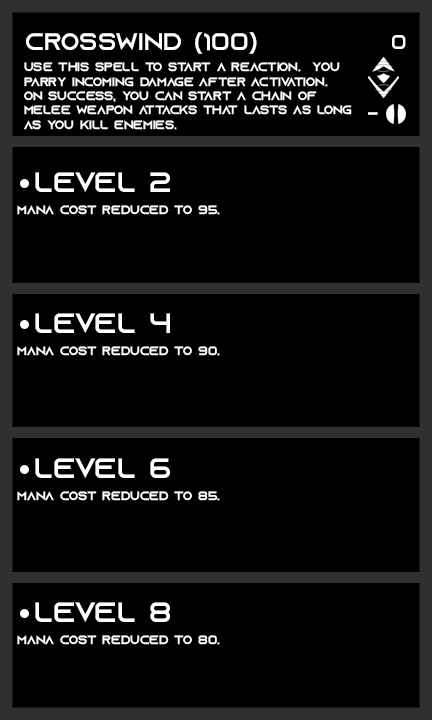 CROSSWIND (100)
0
USE THIS SPELL TO START A REACTION. YOU
PARRY INCOMING DAMAGE AFTER ACTIVATION.
ON SUCCESS, YOU CAN START A CHAIN OF
MELEE WEAPON ATTACKS THAT LASTS AS LONG
AS YOU KILL ENEMIES.
•LEVEL 2
MANA COST REDUCED TO 95.
•LEVEL 4
MANA COST REDUCED TO 90.
•LEVEL 6
MANA COST REDUCED TO 85.
•LEVEL 8
MANA COST REDUCED TO 80.